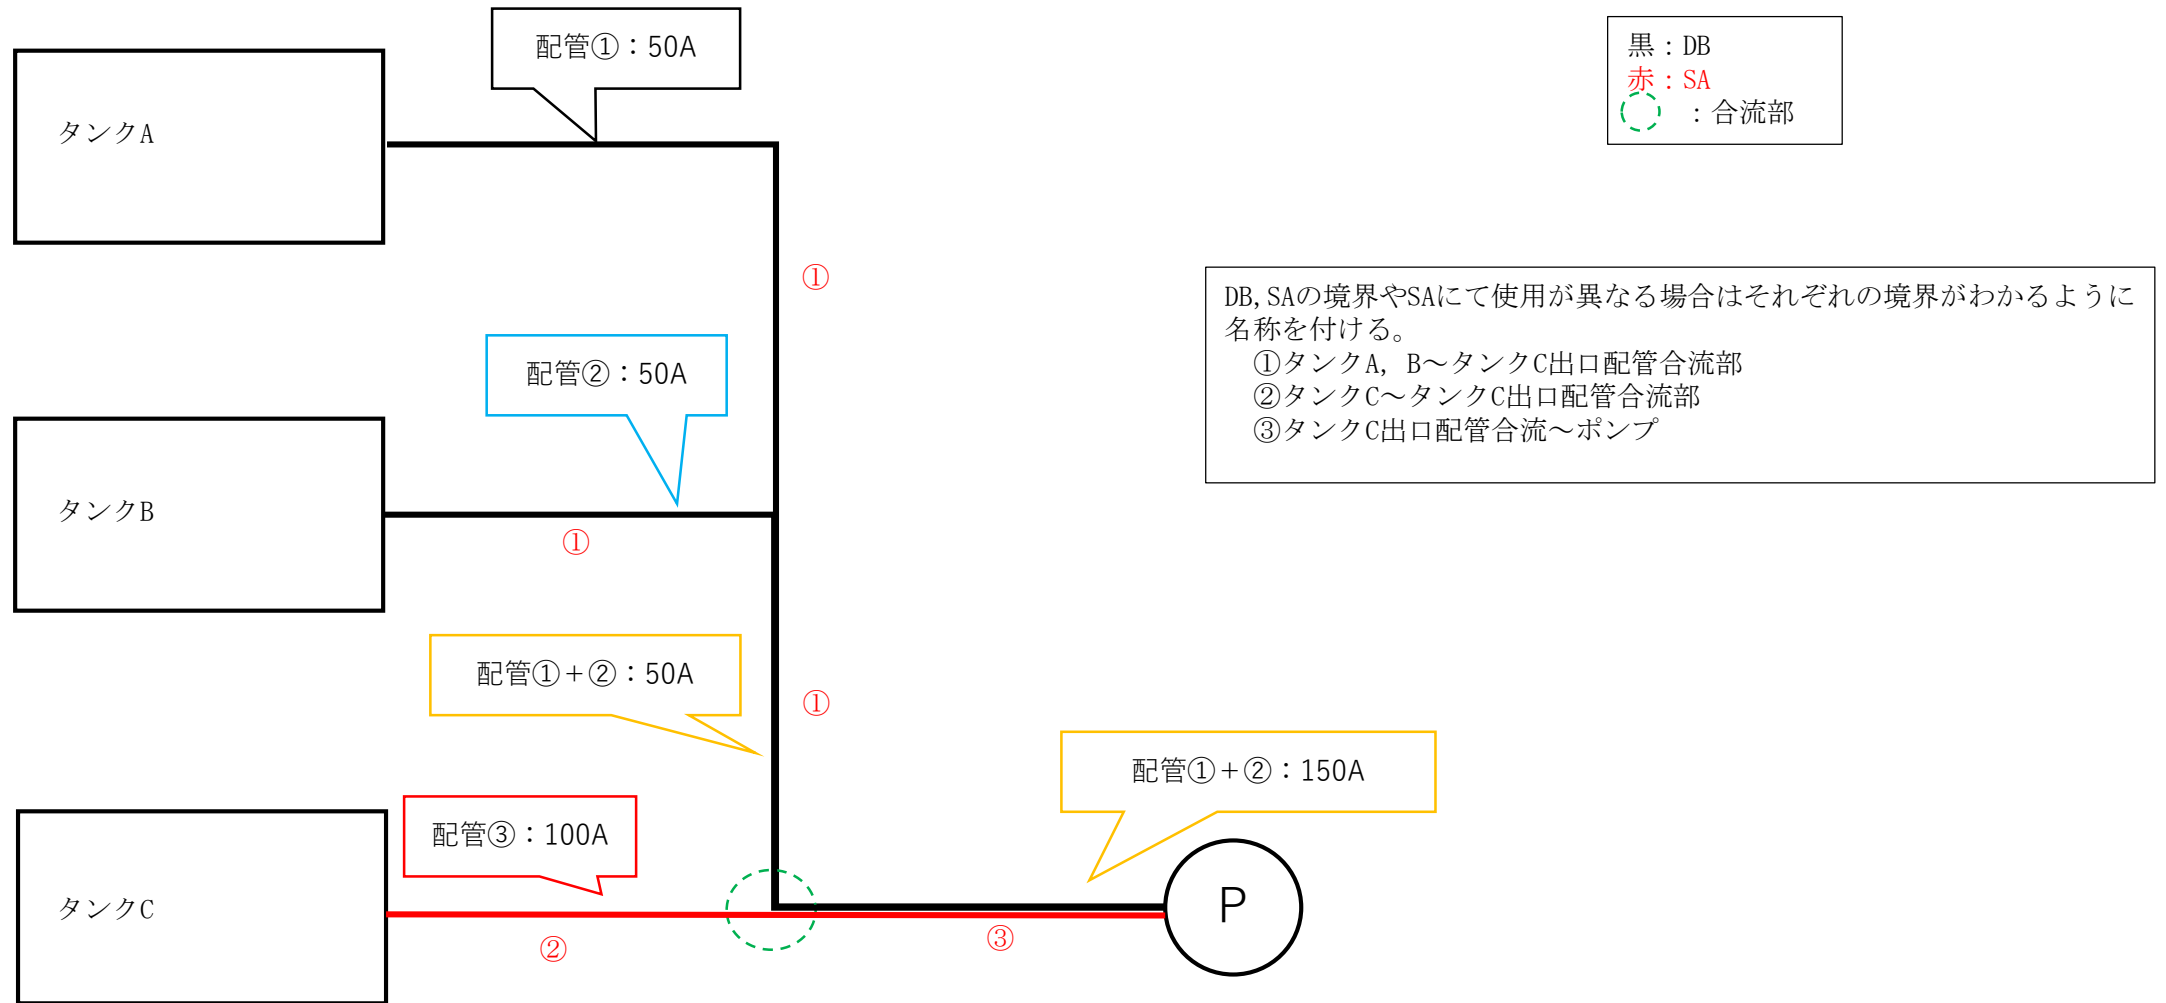 配管①：50A
黒：DB
赤：SA
：合流部
タンクA
①
DB,SAの境界やSAにて使用が異なる場合はそれぞれの境界がわかるように
名称を付ける。
①タンクA, B～タンクC出口配管合流部
②タンクC～タンクC出口配管合流部
③タンクC出口配管合流～ポンプ
配管②：50A
タンクB
①
配管①+②：50A
①
配管①+②：150A
配管③：100A
タンクC
P
②
③